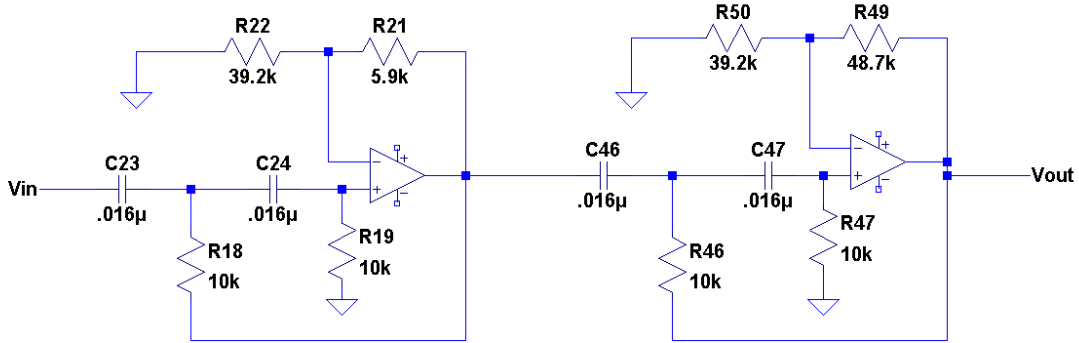 R22
39.2k
R21
5.9k
R50
39.2k
R49
48.7k
C23
.016µ
C24
.016µ
C46
.016µ
C47
.016µ
Vin
Vout
R18
10k
R19
10k
R46
10k
R47
10k